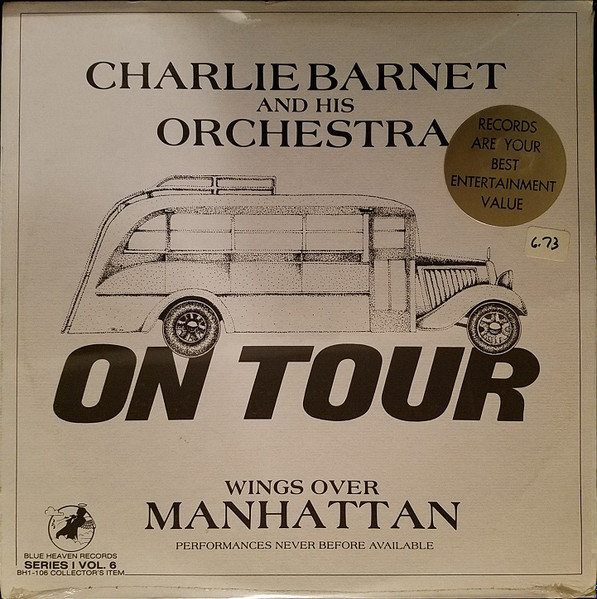 CHARLIE BARNET
AND HIS
ORCHESTRA
RECORDS
ARE YOUR
BEST
ENTERTAINMENT
VALUE
6.73
ON TOUR
WINGS OVER
MANHATTAN
PERFORMANCES NEVER BEFORE AVAILABLE
BLUE HEAVEN RECORDS
SERIES I VOL. 6
BH1-106 COLLECTOR'S ITEM